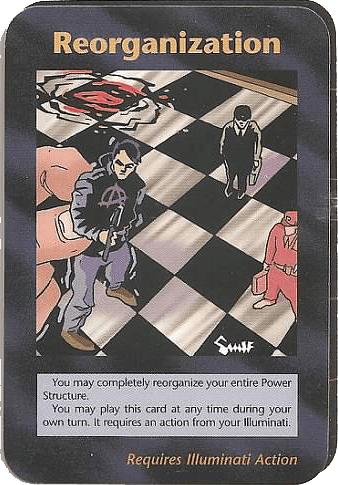 Reorganization
You may completely reorganize your entire Power
Structure.
You may play this card at any time during your
own turn. It requires an action from your Illuminati.
Requires Illuminati Action